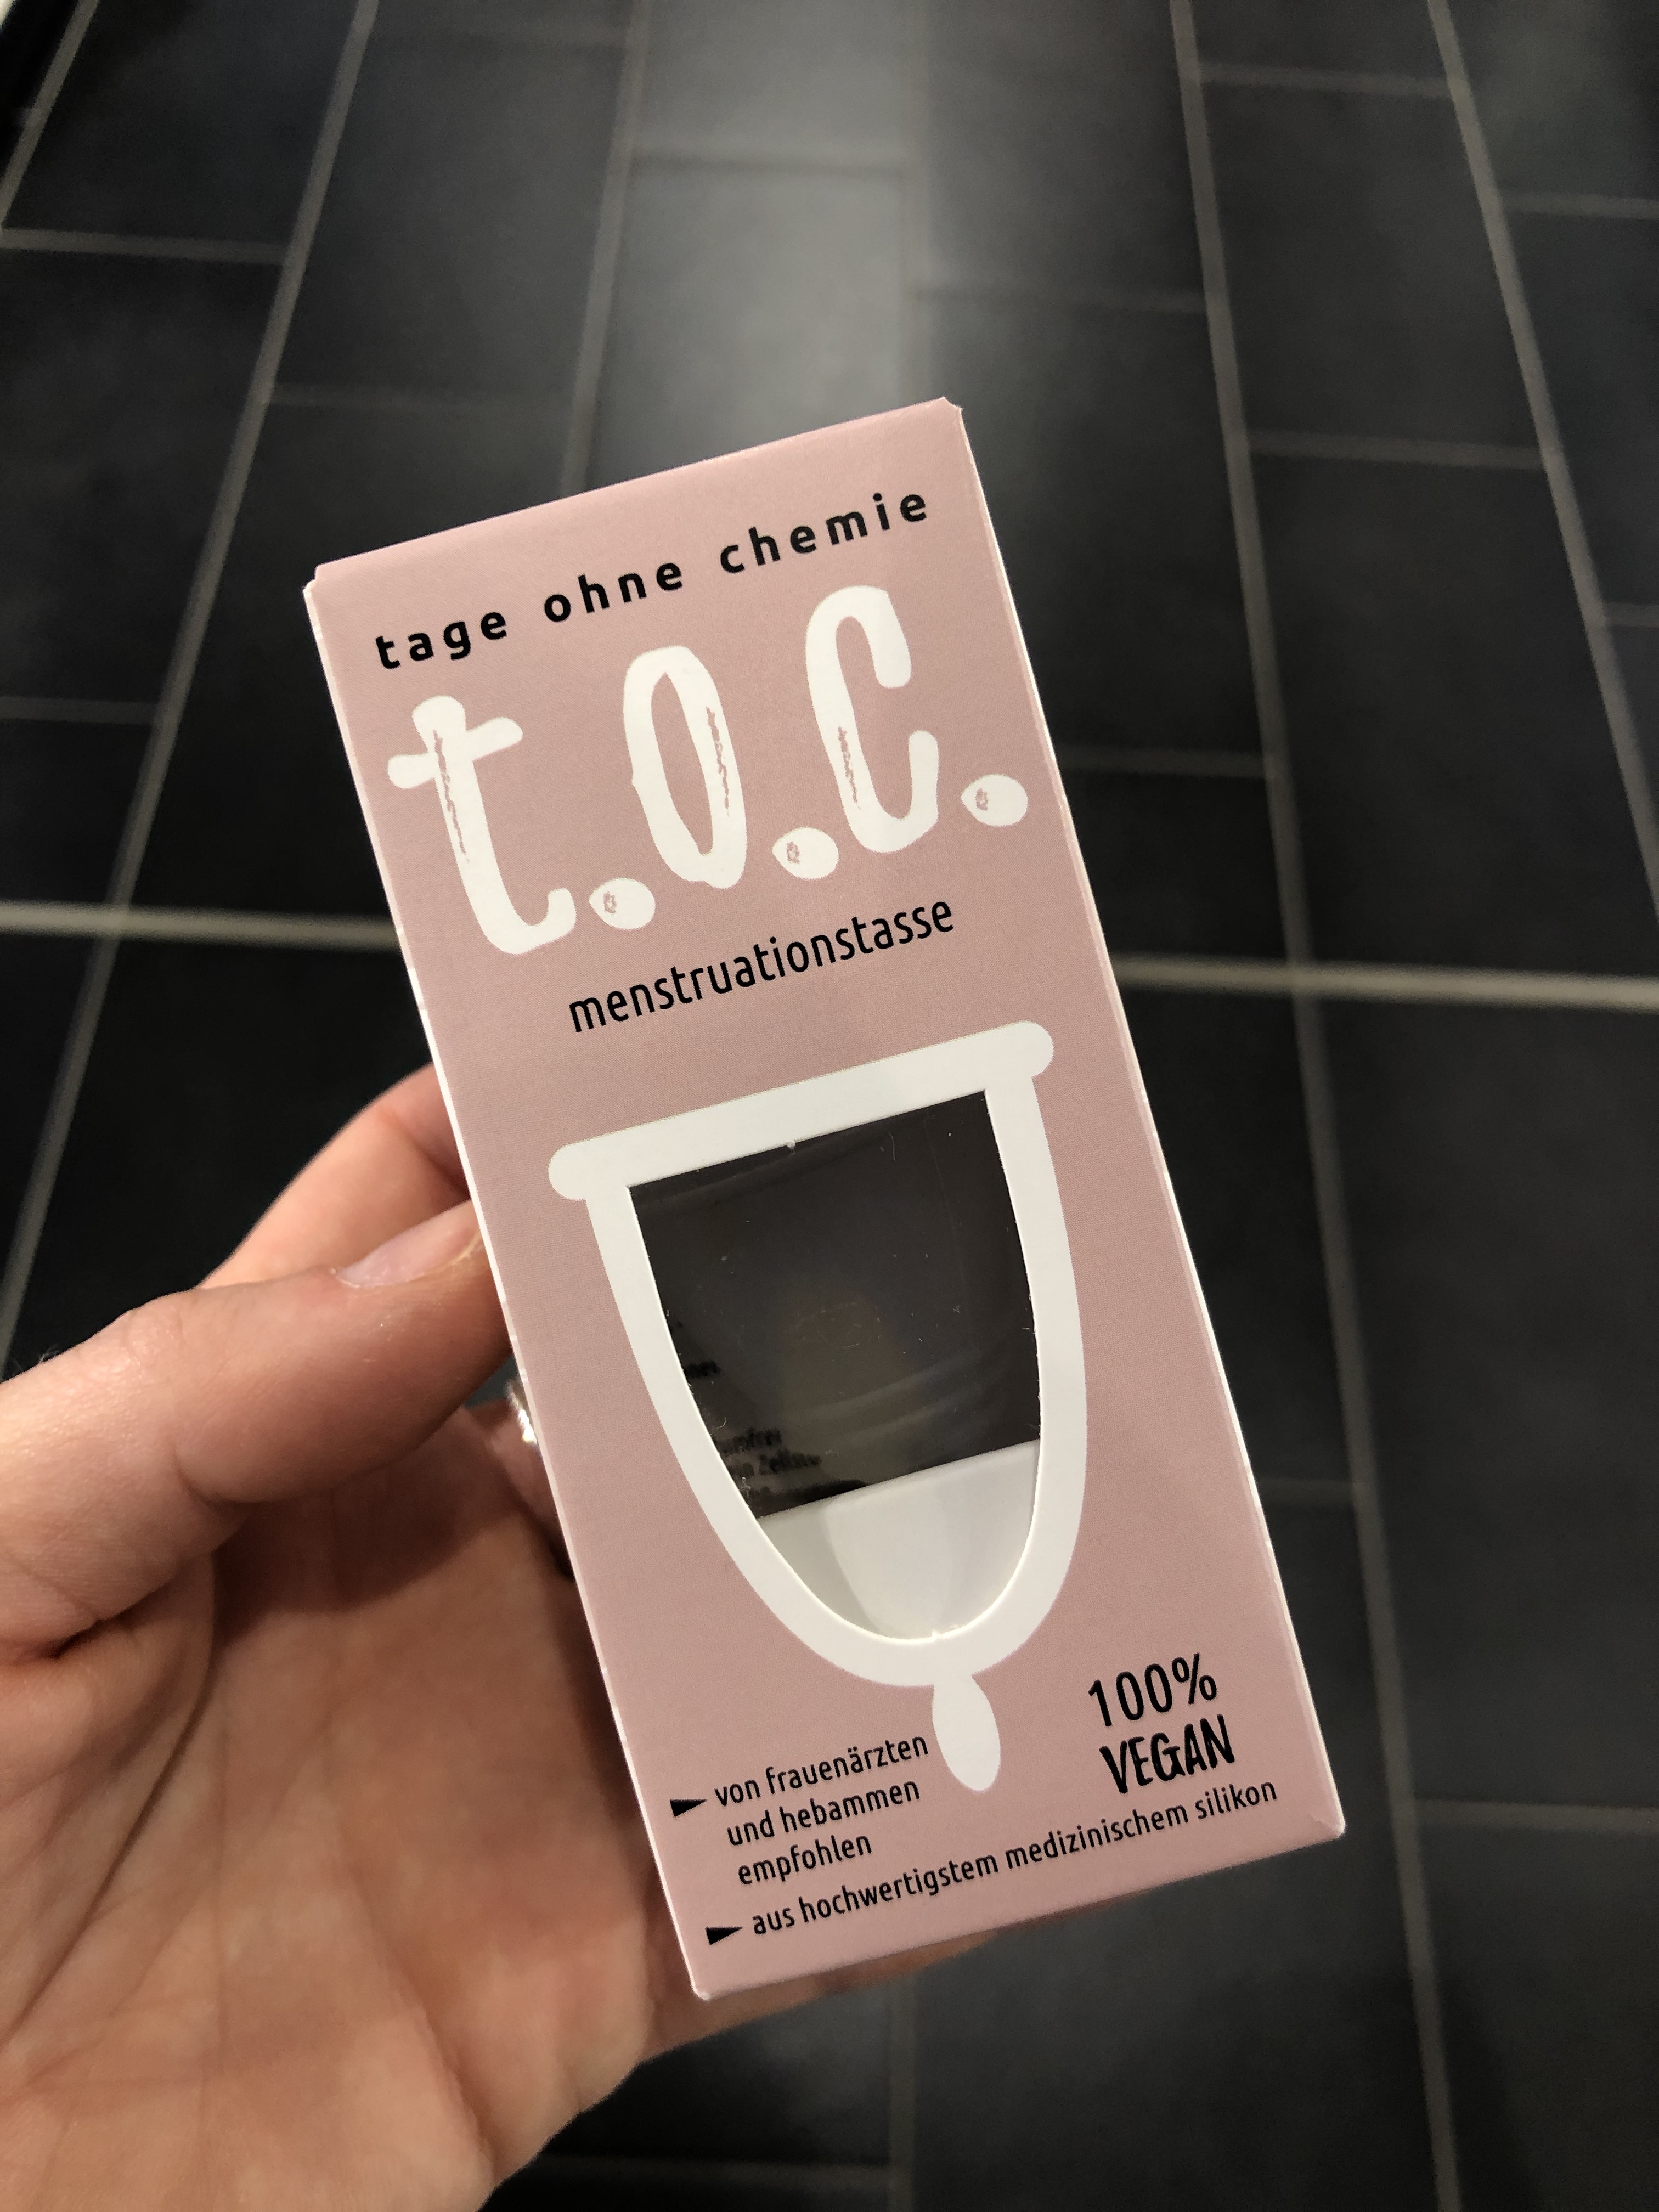 tage ohne chemie
t.o.c.
menstruationstasse
100%
VEGAN
von frauenärzten
und hebammen
empfohlen
aus hochwertigstem medizinischem silikon